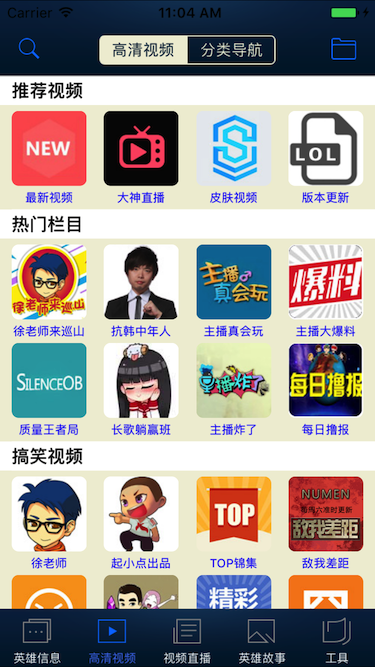 Carrier 11:04 AM
高清视频 分类导航
推荐视频
NEW LOL
最新视频 大神直播 皮肤视频 版本更新
热门栏目
徐老师来巡山 主播真会玩 爆料
徐老师来巡山 抗韩中年人 主播真会玩 主播大爆料
SILENCEOB 主播炸了 每日撸报
质量王者局 长歌躺赢班 主播炸了 每日撸报
搞笑视频
TOP NUMEN
每周六准时更新
敌我差距
徐老师 起小点出品 TOP锦集 敌我差距
精彩
英雄信息 高清视频 视频直播 英雄故事 工具